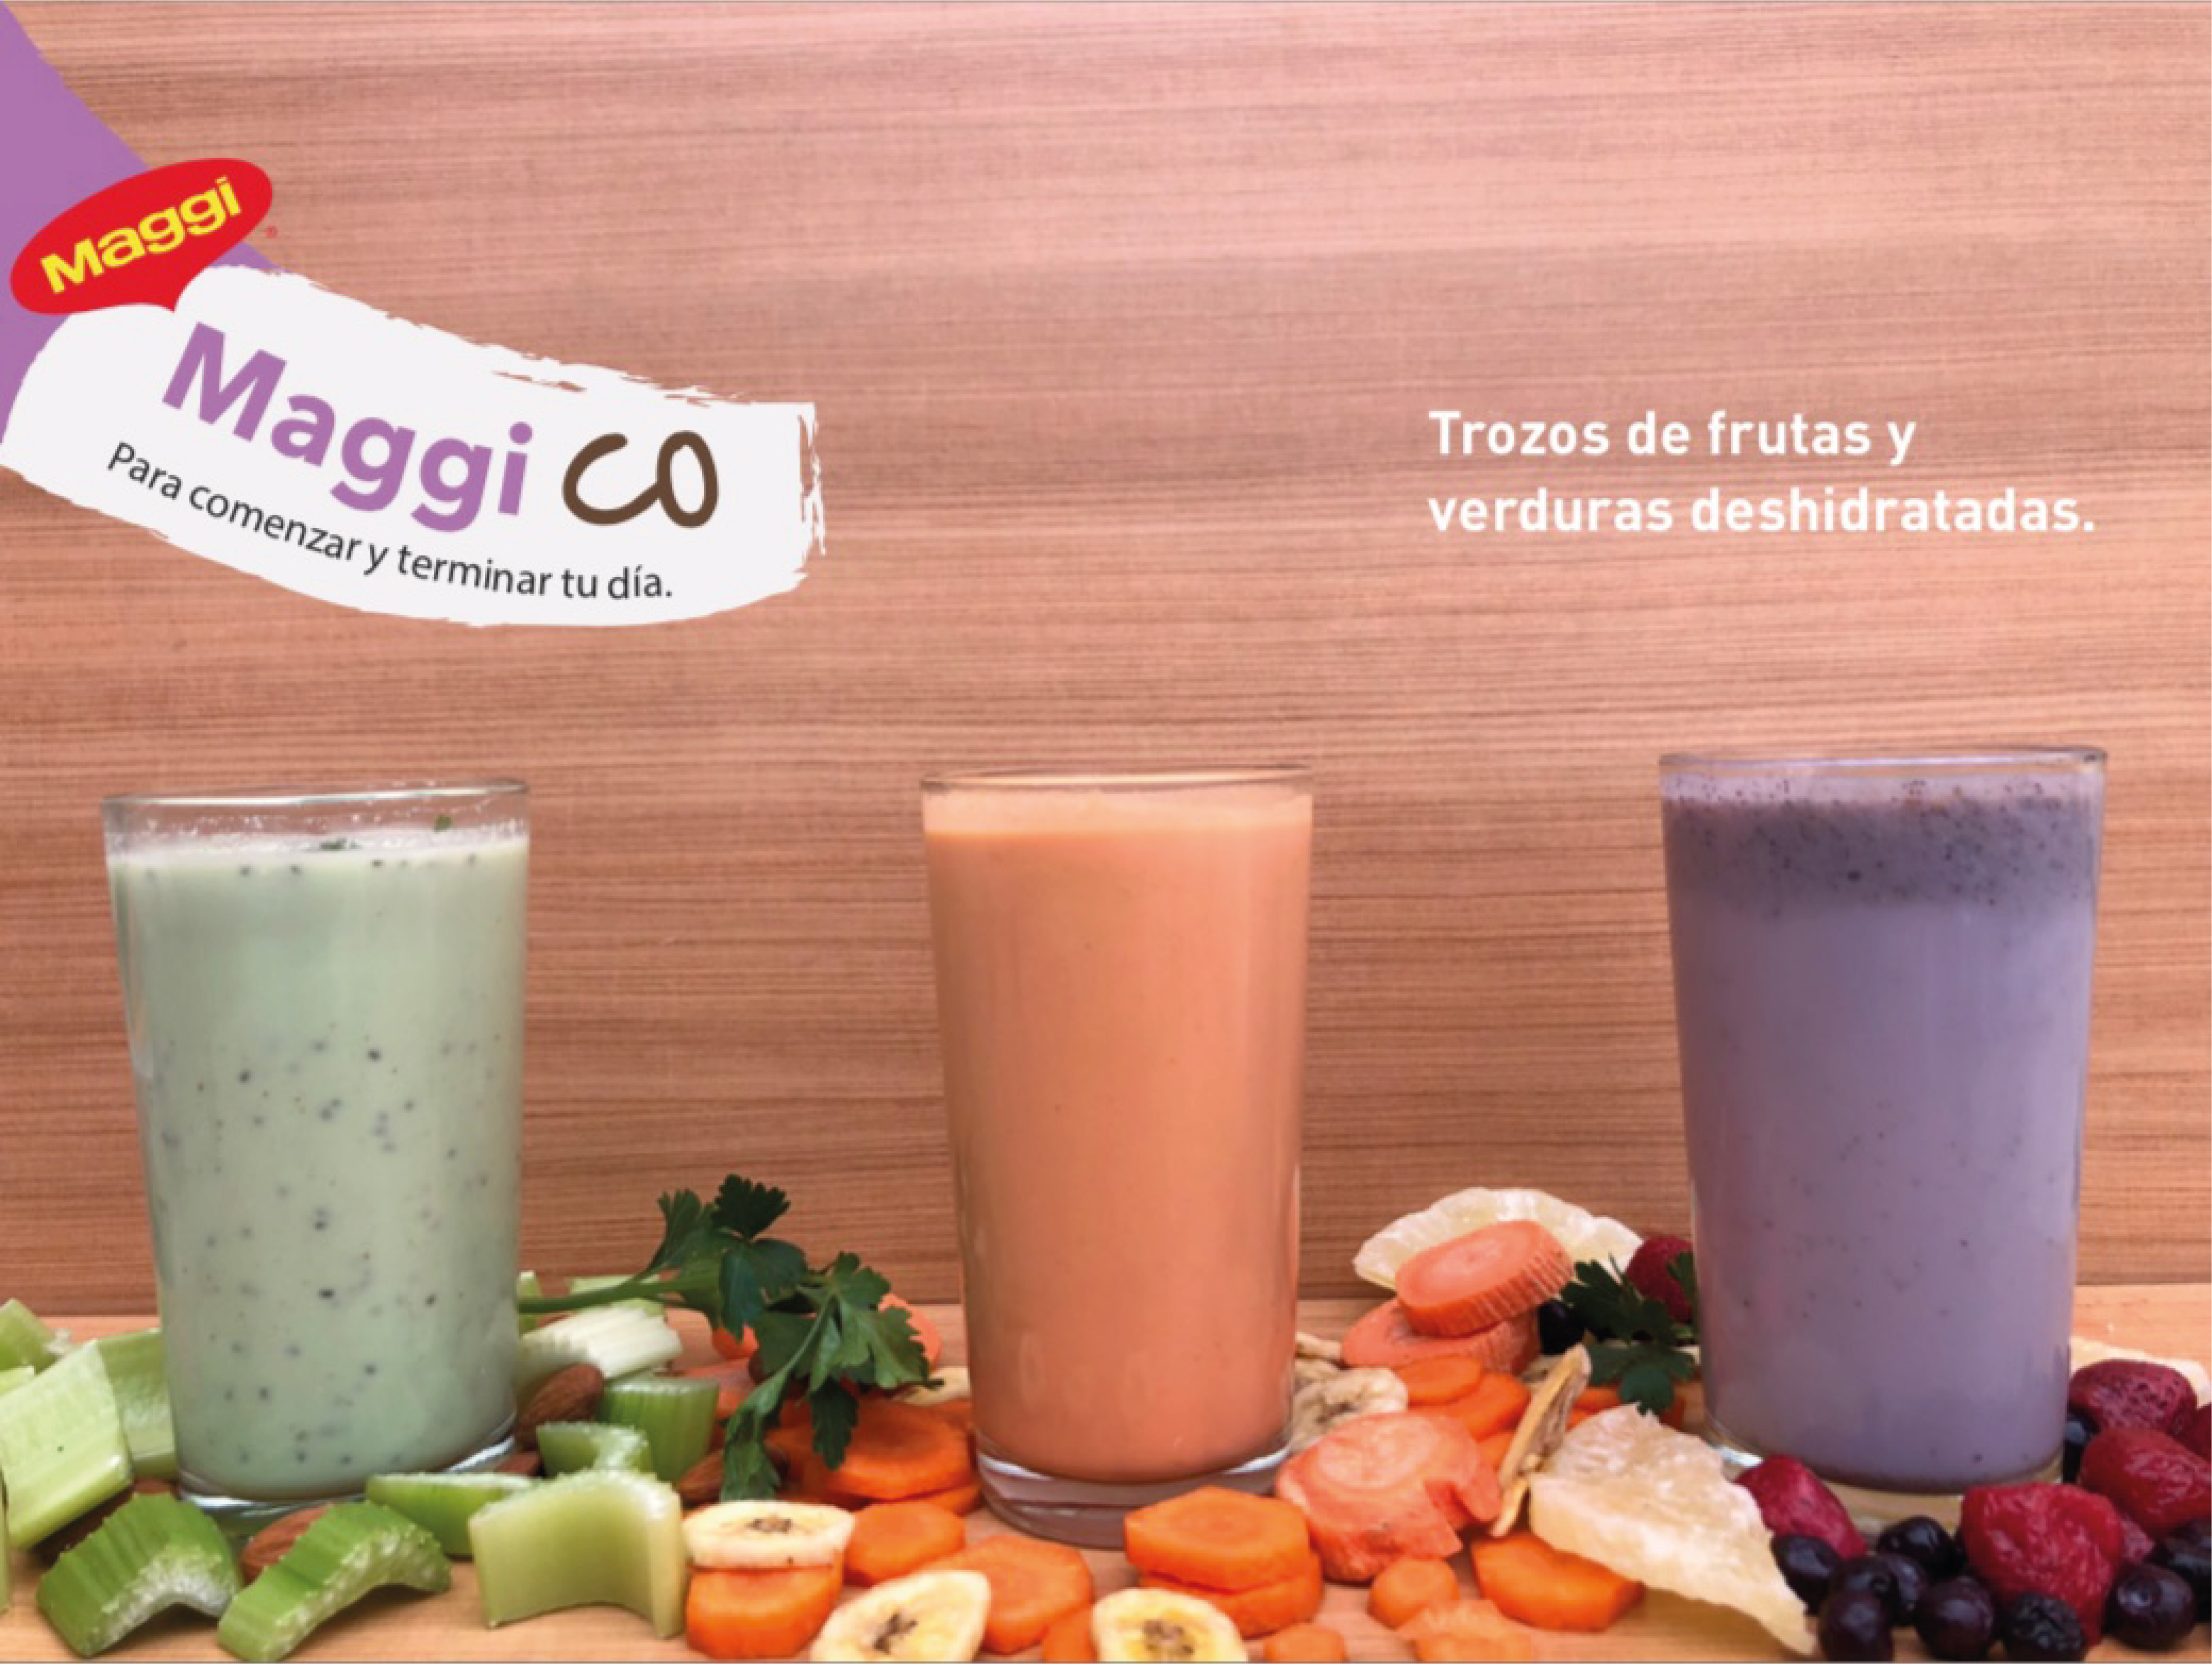 Maggi
Maggi co
Para comenzar y terminar tu día.
Trozos de frutas y
verduras deshidratadas.